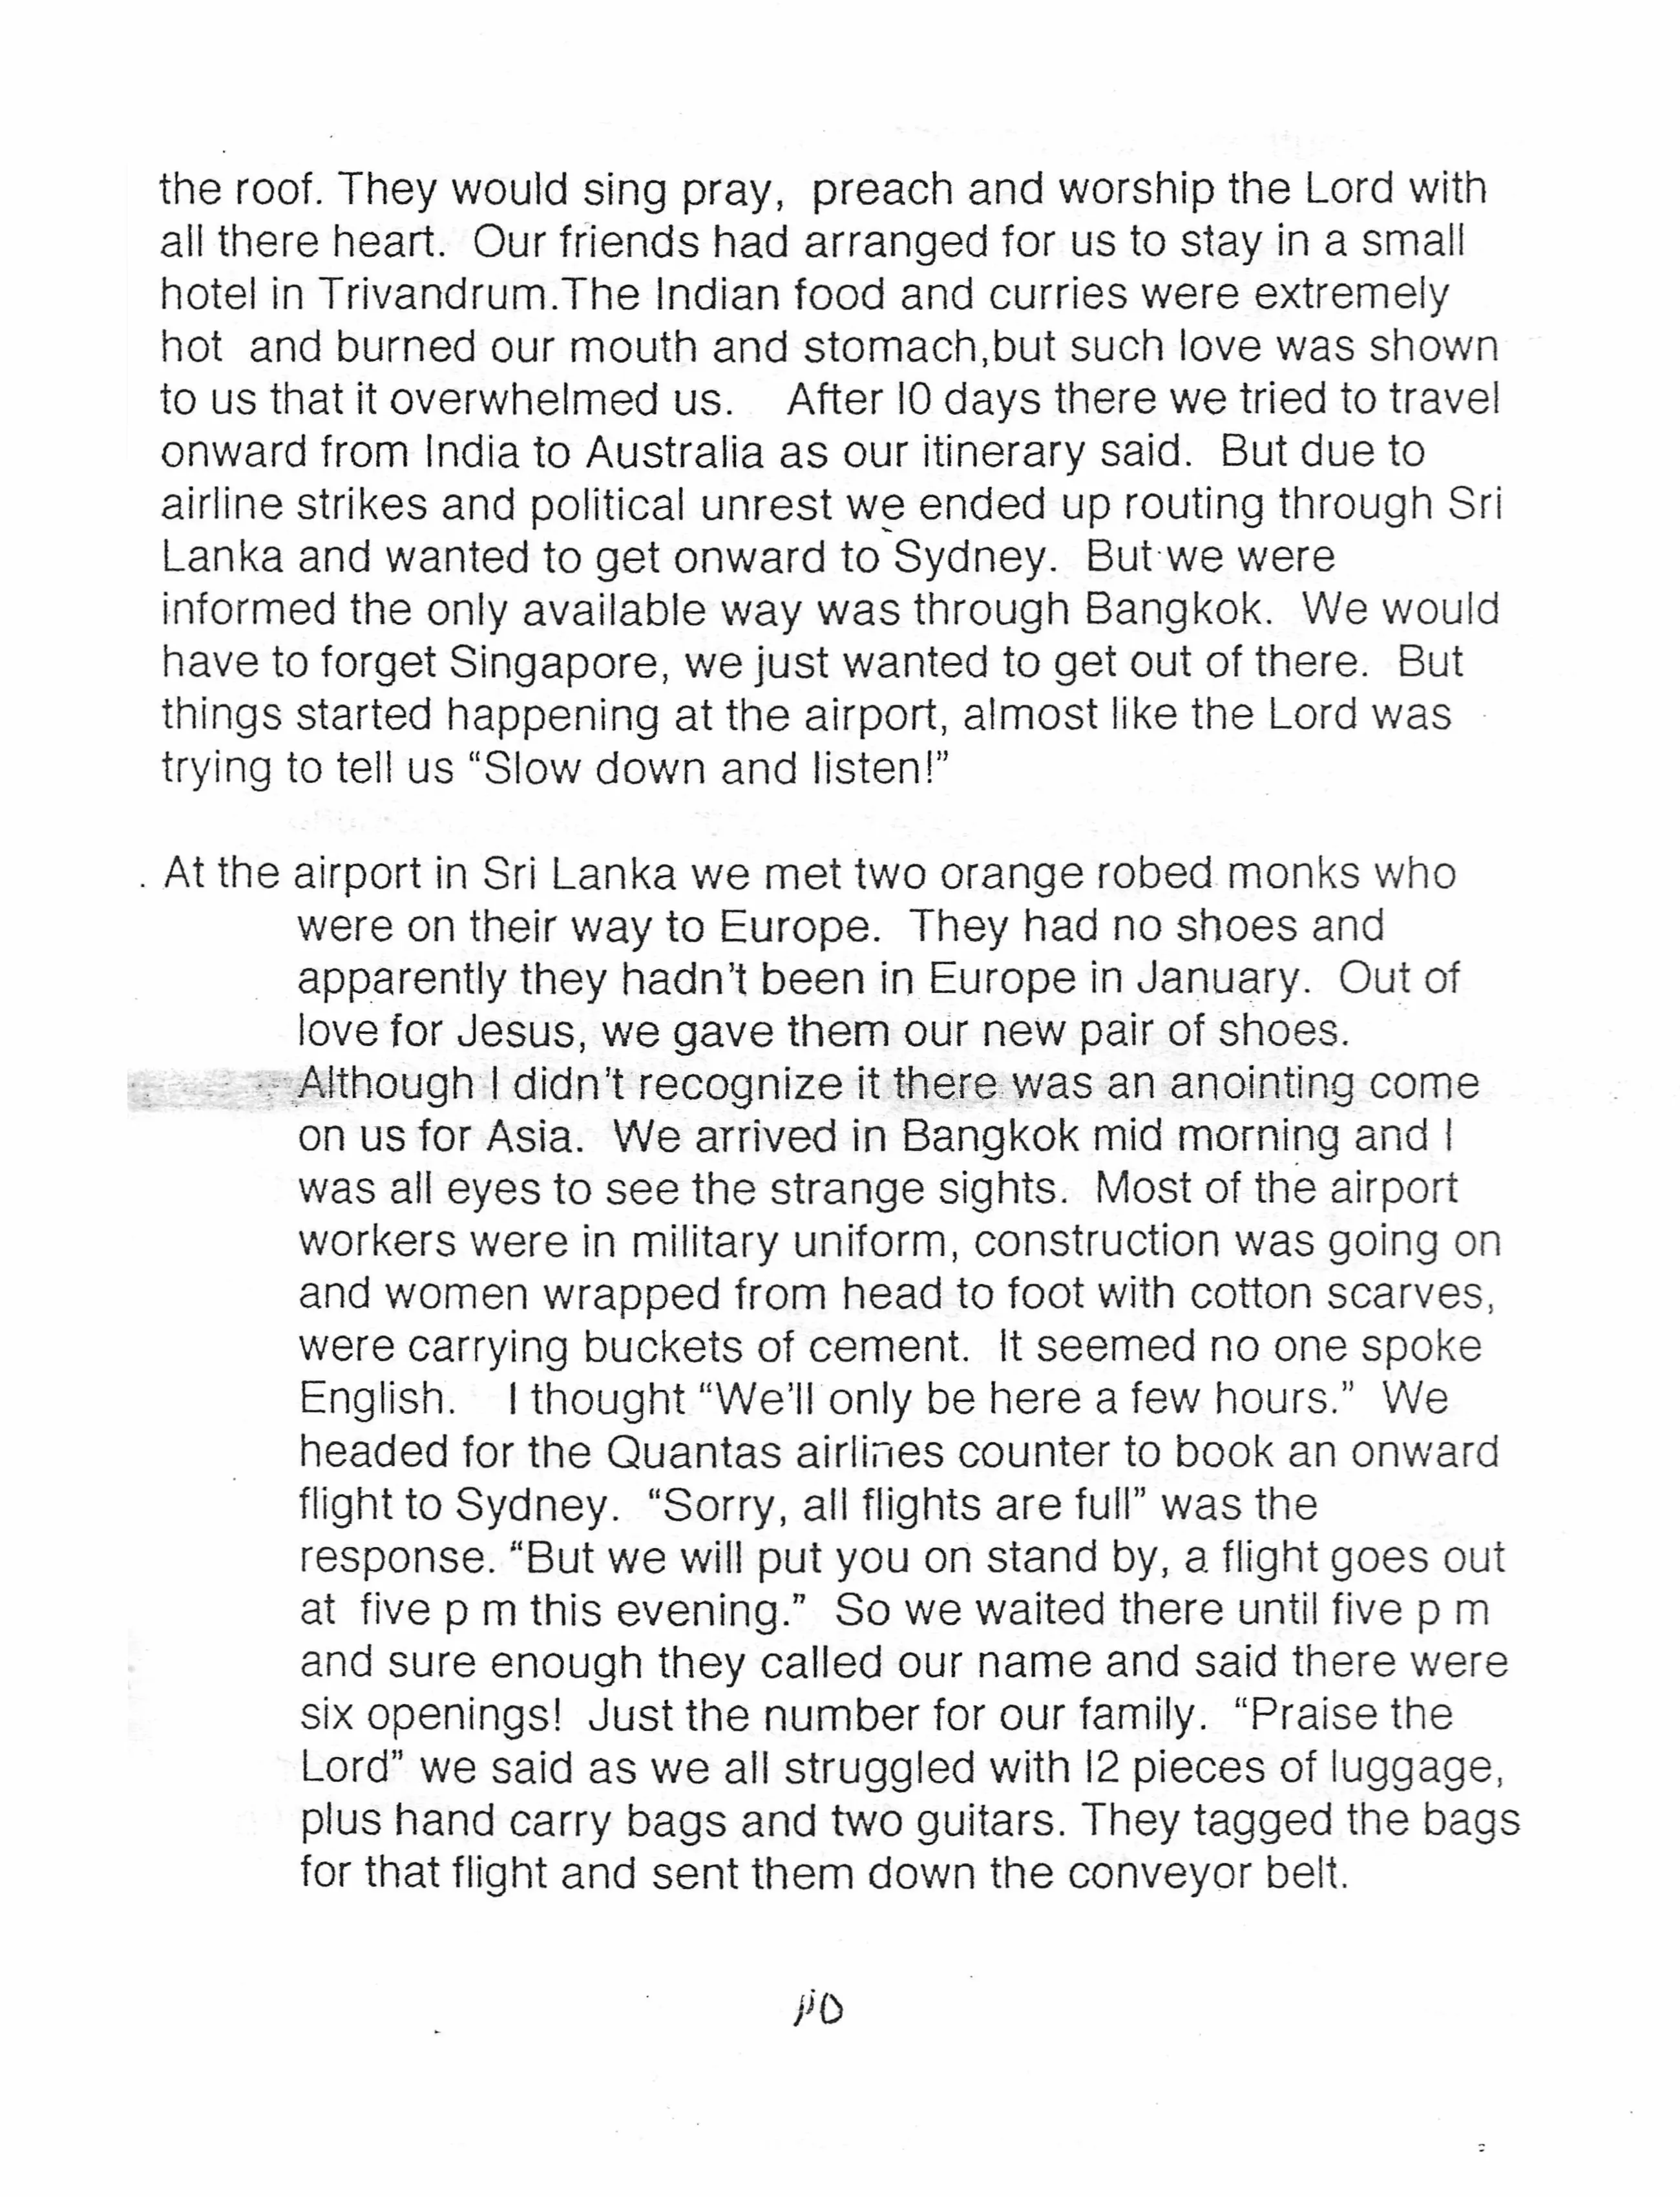 the roof. They would sing pray,  preach and worship the Lord with
all there heart.  Our friends had arranged for us to stay in a small
hotel in Trivandrum.The Indian food and curries were extremely
hot  and burned our mouth and stomach,but such love was shown
to us that it overwhelmed us.   After 10 days there we tried to travel
onward from India to Australia as our itinerary said.  But due to
airline strikes and political unrest we ended up routing through Sri
Lanka and wanted to get onward to Sydney.  But we were
informed the only available way was through Bangkok.  We would
have to forget Singapore, we just wanted to get out of there.  But
things started happening at the airport, almost like the Lord was
trying to tell us “Slow down and listen!”
. At the airport in Sri Lanka we met two orange robed monks who
were on their way to Europe.  They had no shoes and
apparently they hadn't been in Europe in January.  Out of
love for Jesus, we gave them our new pair of shoes.
Although I didn't recognize it there was an anointing come
on us for Asia.  We arrived in Bangkok mid morning and I
was all eyes to see the strange sights.  Most of the airport
workers were in military uniform, construction was going on
and women wrapped from head to foot with cotton scarves,
were carrying buckets of cement.  It seemed no one spoke
English.   I thought “We'll only be here a few hours.”  We
headed for the Quantas airlines counter to book an onward
flight to Sydney.  “Sorry, all flights are full” was the
response. “But we will put you on stand by, a flight goes out
at  five p m this evening.”  So we waited there until five p m
and sure enough they called our name and said there were
six openings!  Just the number for our family.  “Praise the
Lord” we said as we all struggled with 12 pieces of luggage,
plus hand carry bags and two guitars. They tagged the bags
for that flight and sent them down the conveyor belt.